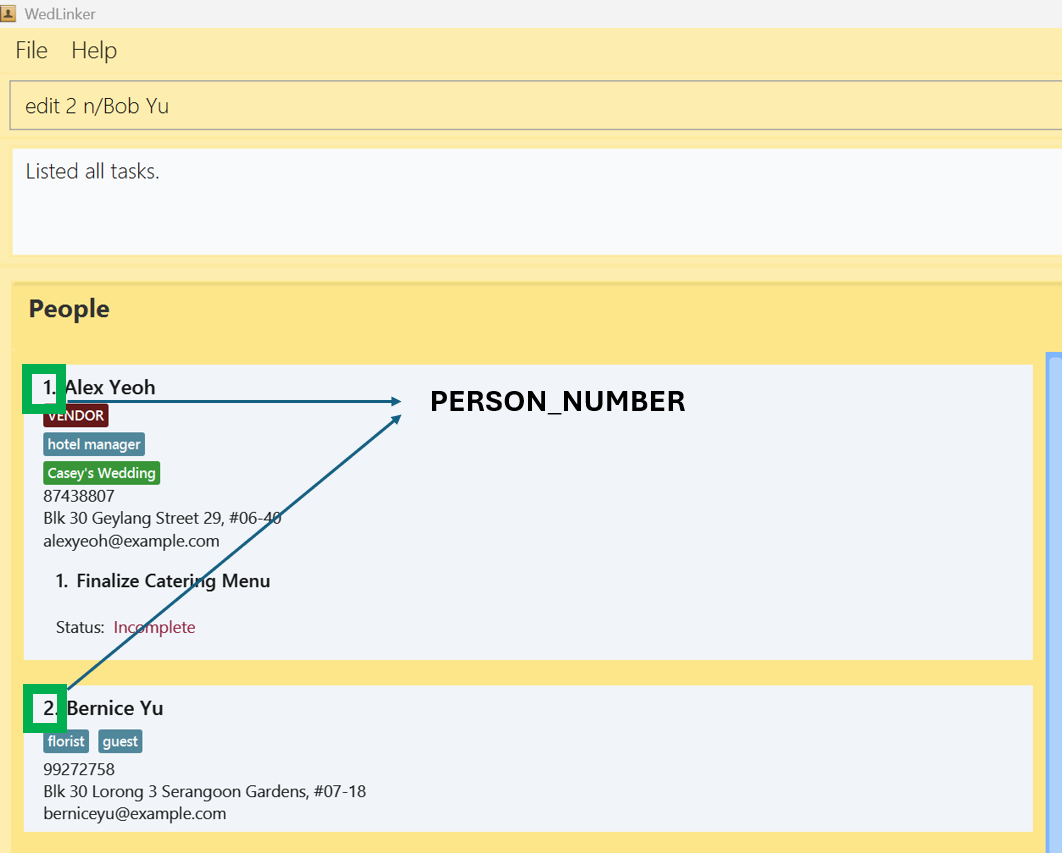 WedLinker
File Help
edit 2 n/Bob Yu
Listed all tasks.
People
1. Alex Yeoh
PERSON_NUMBER
VENDOR
hotel manager
Casey's Wedding
87438807
Blk 30 Geylang Street 29, #06-40
alexyeoh@example.com
1. Finalize Catering Menu
Status: Incomplete
2. Bernice Yu
florist guest
99272758
Blk 30 Lorong 3 Serangoon Gardens, #07-18
berniceyu@example.com